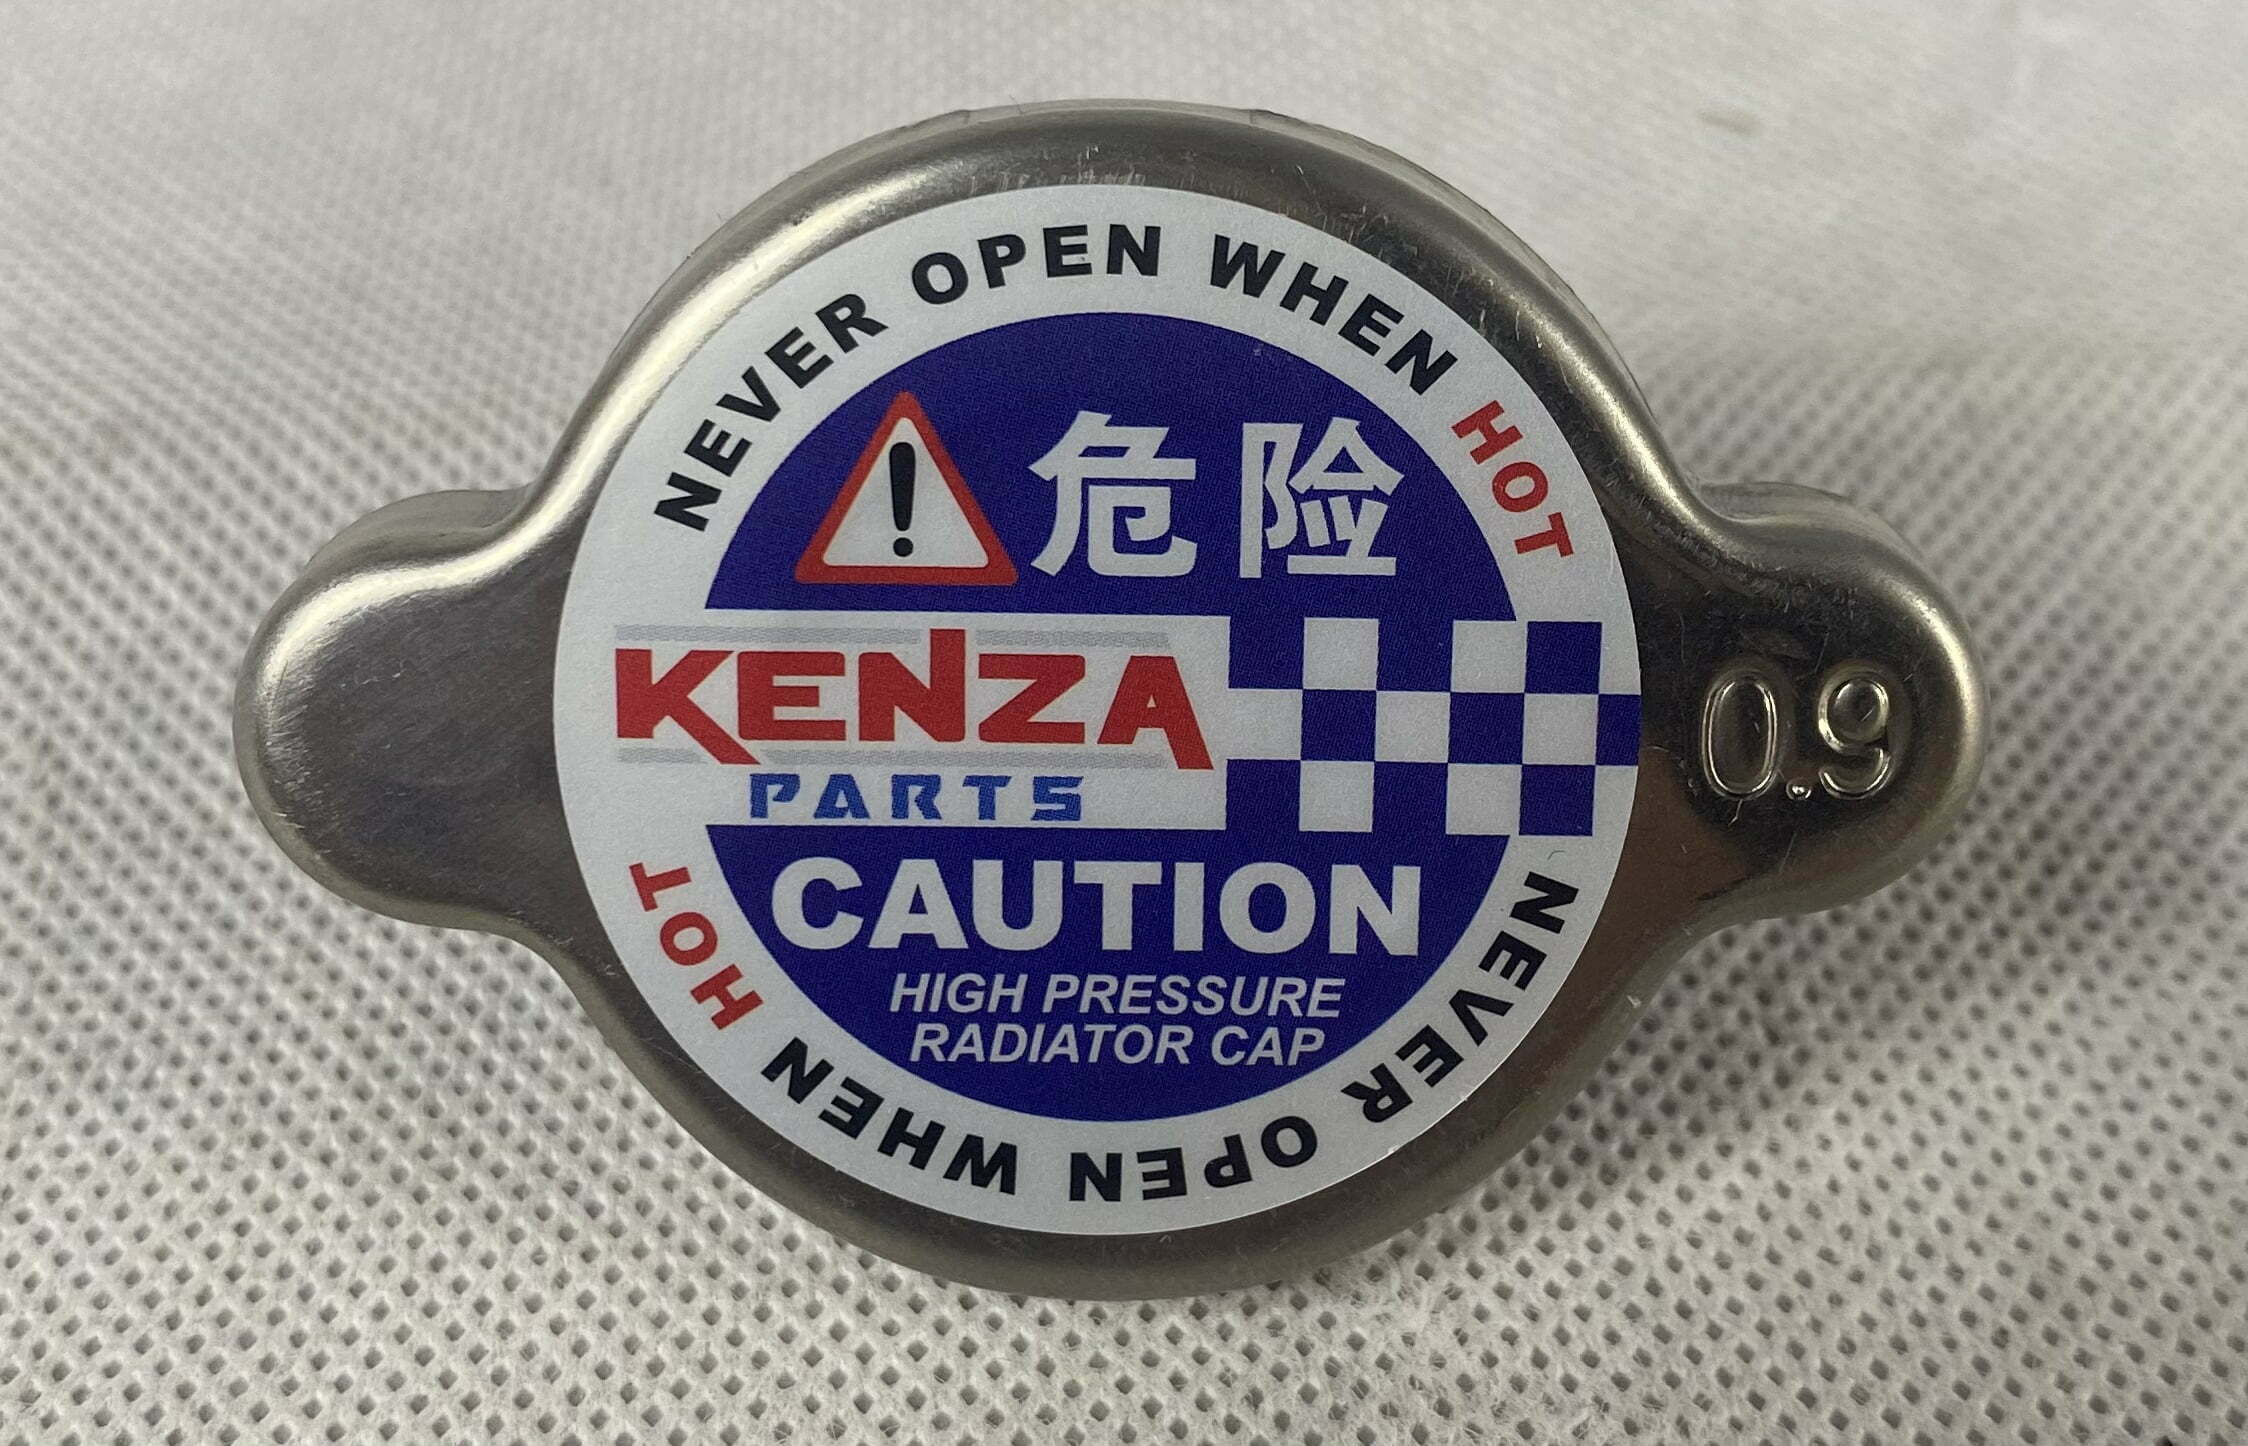 NEVER OPEN WHEN HOT
危险
KENZA
PARTS
0.9
CAUTION
HIGH PRESSURE
RADIATOR CAP
NEVER OPEN WHEN HOT